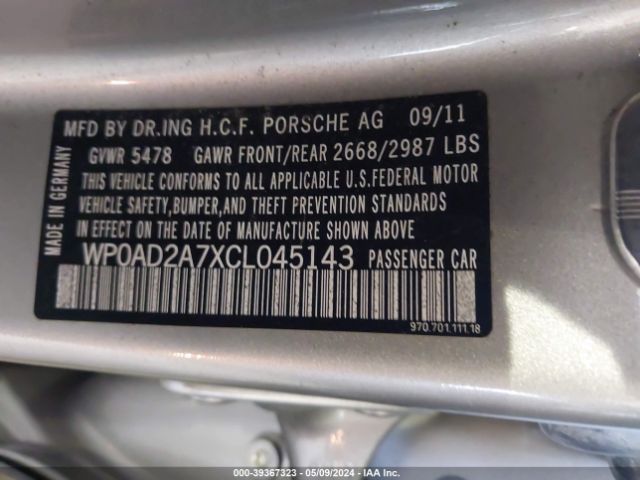 MFD BY DR.ING H.C.F. PORSCHE AG 09/11
GVWR 5478 GAWR FRONT/REAR 2668/2987 LBS
THIS VEHICLE CONFORMS TO ALL APPLICABLE U.S.FEDERAL MOTOR
VEHICLE SAFETY,BUMPER,AND THEFT PREVENTION STANDARDS
IN EFFECT ON THE DATE OF MANUFACTURE SHOWN ABOVE.
WP0AD2A7XCL045143 PASSENGER CAR
970.701.111.18
MADE IN GERMANY
000-39367323 - 05/09/2024 - IAA Inc.